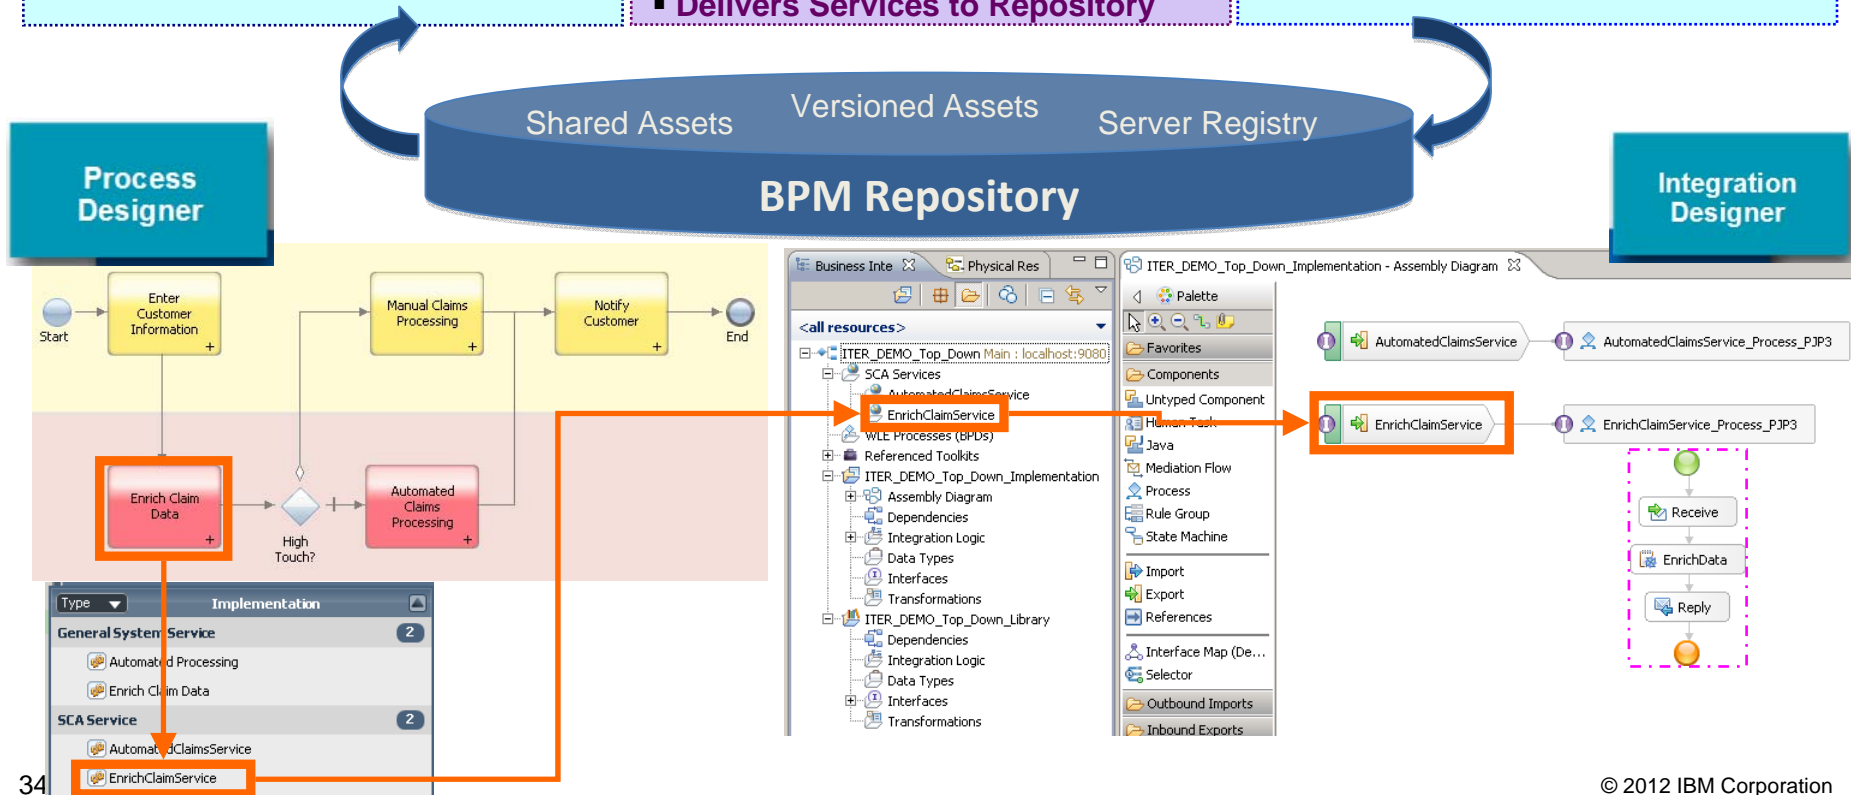 ▪ Delivers Services to Repository
Shared Assets
Versioned Assets
Server Registry
BPM Repository
Process
Designer
Integration
Designer
Start
Enter
Customer
Information
Manual Claims
Processing
Notify
Customer
End
Enrich Claim
Data
High
Touch?
Automated
Claims
Processing
Type
Implementation
General System Service
2
Automated Processing
Enrich Claim Data
SCA Service
2
AutomatedClaimsService
EnrichClaimService
Business Inte
Physical Res
<all resources>
ITER_DEMO_Top_Down Main : localhost:9080
SCA Services
AutomatedClaimsService
EnrichClaimService
WLE Processes (BPDs)
Referenced Toolkits
ITER_DEMO_Top_Down_Implementation
Assembly Diagram
Dependencies
Integration Logic
Data Types
Interfaces
Transformations
ITER_DEMO_Top_Down_Library
Dependencies
Integration Logic
Data Types
Interfaces
Transformations
ITER_DEMO_Top_Down_Implementation - Assembly Diagram
Palette
Favorites
Components
Untyped Component
Human Task
Java
Mediation Flow
Process
Rule Group
State Machine
Import
Export
References
Interface Map (De...
Selector
Outbound Imports
Inbound Exports
AutomatedClaimsService
AutomatedClaimsService_Process_PJP3
EnrichClaimService
EnrichClaimService_Process_PJP3
Receive
EnrichData
Reply
34
© 2012 IBM Corporation